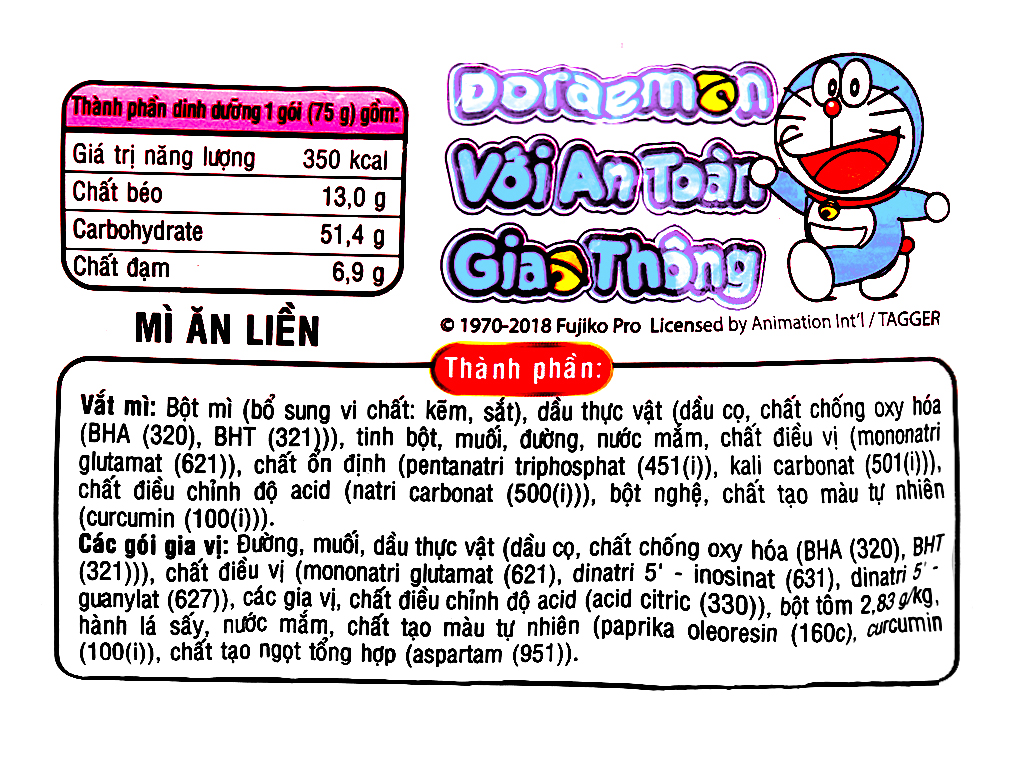 Thành phần dinh dưỡng 1 gói (75 g) gồm:
Giá trị năng lượng 350 kcal
Chất béo 13,0 g
Carbohydrate 51,4 g
Chất đạm 6,9 g
MÌ ĂN LIỀN
Doraemon
Với An Toàn
Giao Thông
© 1970-2018 Fujiko Pro Licensed by Animation Int'l / TAGGER
Thành phần:
Vắt mì: Bột mì (bổ sung vi chất: kẽm, sắt), dầu thực vật (dầu cọ, chất chống oxy hóa
(BHA (320), BHT (321))), tinh bột, muối, đường, nước mắm, chất điều vị (mononatri
glutamat (621)), chất ổn định (pentanatri triphosphat (451(i)), kali carbonat (501(i))),
chất điều chỉnh độ acid (natri carbonat (500(i))), bột nghệ, chất tạo màu tự nhiên
(curcumin (100(i))).
Các gói gia vị: Đường, muối, dầu thực vật (dầu cọ, chất chống oxy hóa (BHA (320), BHT
(321))), chất điều vị (mononatri glutamat (621), dinatri 5' - inosinat (631), dinatri 5' -
guanylat (627)), các gia vị, chất điều chỉnh độ acid (acid citric (330)), bột tôm 2,83 g/kg,
hành lá sấy, nước mắm, chất tạo màu tự nhiên (paprika oleoresin (160c), curcumin
(100(i)), chất tạo ngọt tổng hợp (aspartam (951)).